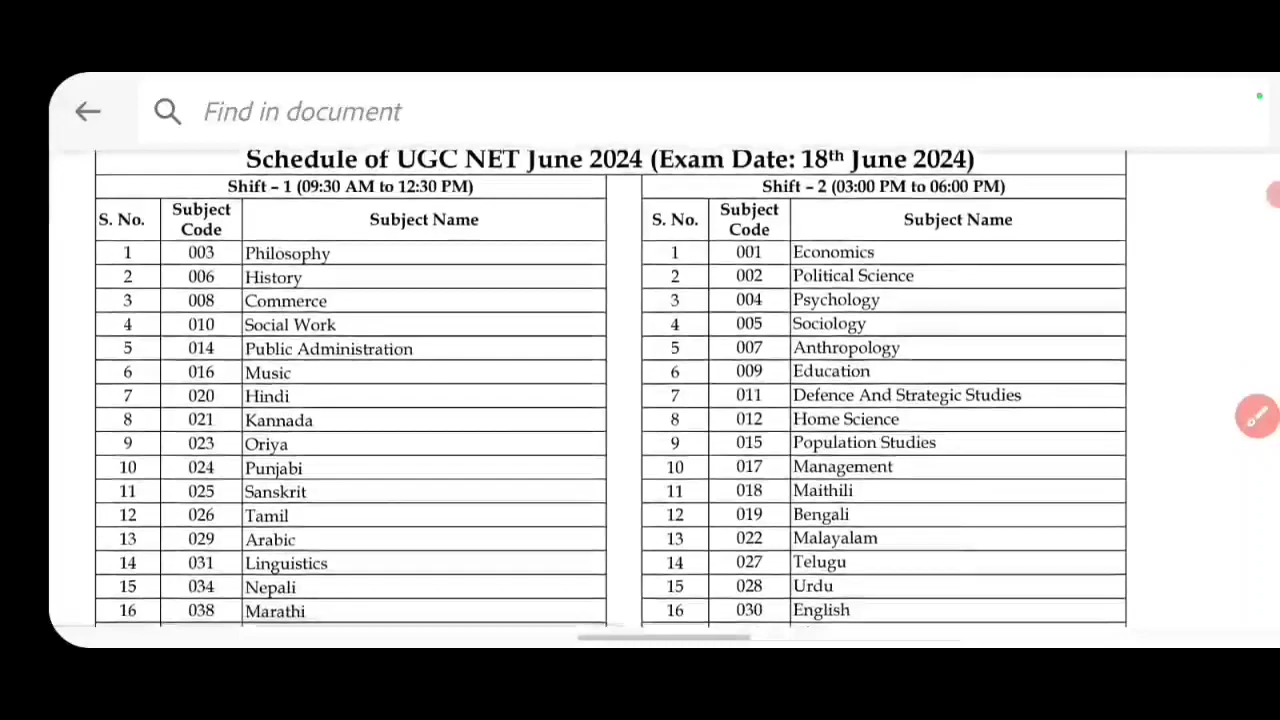 Find in document
Schedule of UGC NET June 2024 (Exam Date: 18th June 2024)
Shift – 1 (09:30 AM to 12:30 PM) Shift – 2 (03:00 PM to 06:00 PM)
S. No. Subject Code Subject Name S. No. Subject Code Subject Name
1 003 Philosophy 1 001 Economics
2 006 History 2 002 Political Science
3 008 Commerce 3 004 Psychology
4 010 Social Work 4 005 Sociology
5 014 Public Administration 5 007 Anthropology
6 016 Music 6 009 Education
7 020 Hindi 7 011 Defence And Strategic Studies
8 021 Kannada 8 012 Home Science
9 023 Oriya 9 015 Population Studies
10 024 Punjabi 10 017 Management
11 025 Sanskrit 11 018 Maithili
12 026 Tamil 12 019 Bengali
13 029 Arabic 13 022 Malayalam
14 031 Linguistics 14 027 Telugu
15 034 Nepali 15 028 Urdu
16 038 Marathi 16 030 English